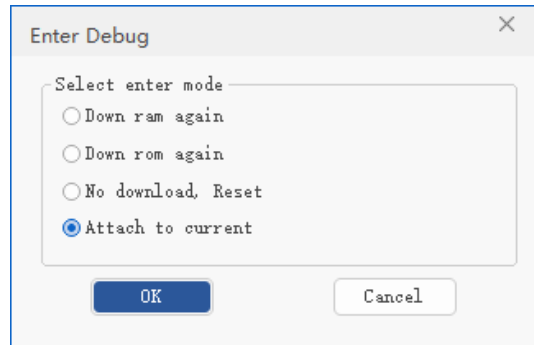 Enter Debug
Select enter mode
Down ram again
Down rom again
No download, Reset
Attach to current
OK
Cancel